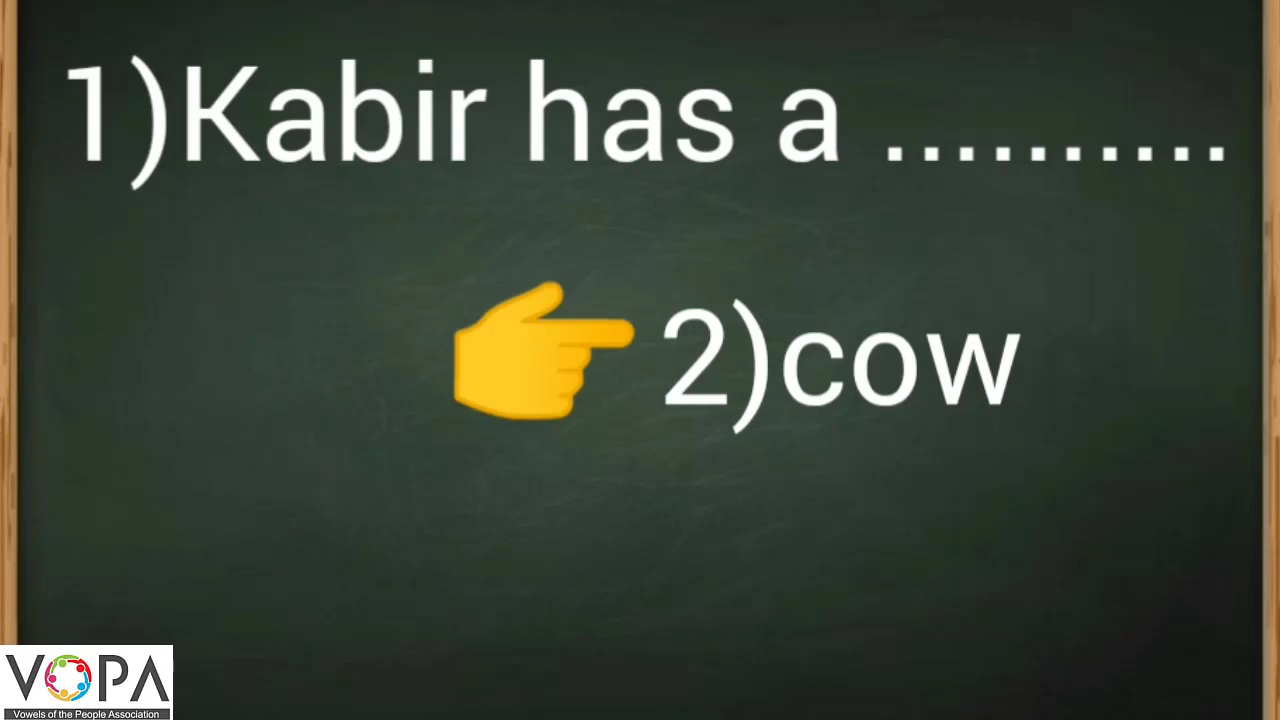 1)Kabir has a ..........
2)cow
VOPA
Vowels of the People Association